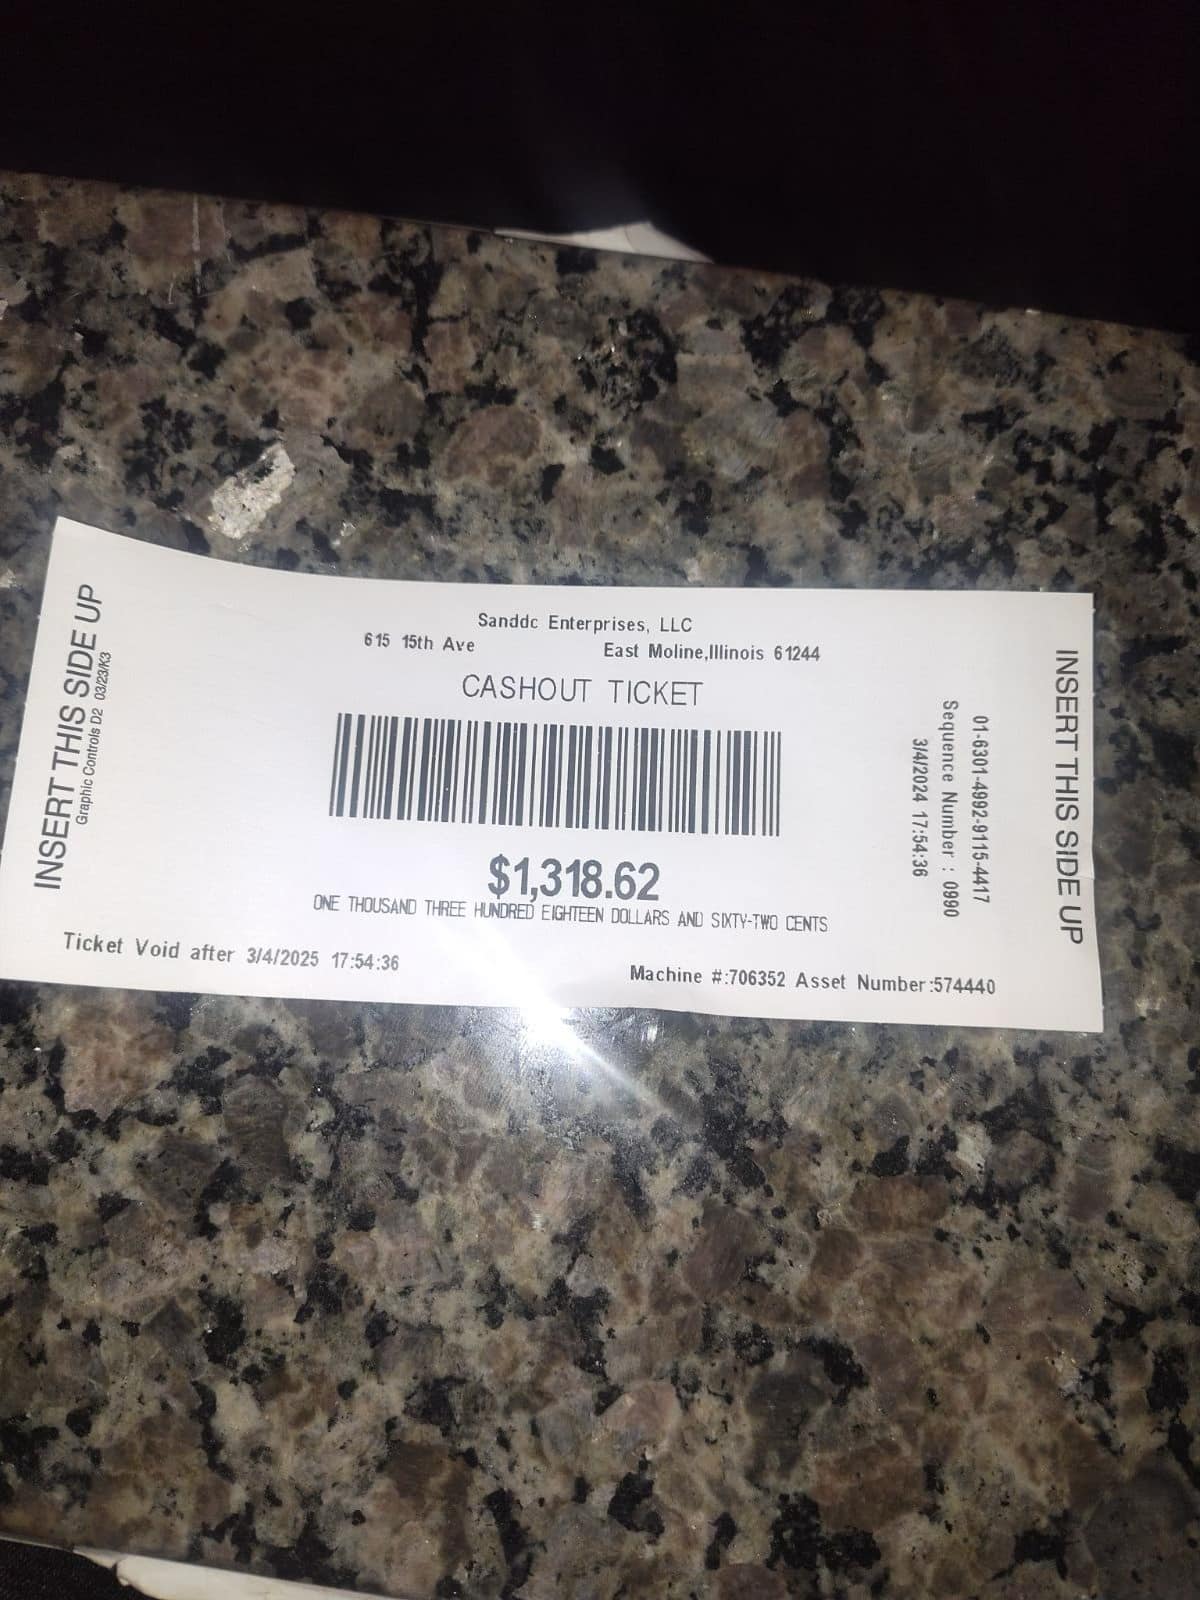 Sanddc Enterprises, LLC
615 15th Ave East Moline,Illinois 61244
CASHOUT TICKET
$1,318.62
ONE THOUSAND THREE HUNDRED EIGHTEEN DOLLARS AND SIXTY-TWO CENTS
Ticket Void after 3/4/2025 17:54:36
Machine #:706352 Asset Number:574440
INSERT THIS SIDE UP
Graphic Controls D2 03/23/K3
01-6301-4992-9115-4417
Sequence Number : 0990
3/4/2024 17:54:36
INSERT THIS SIDE UP